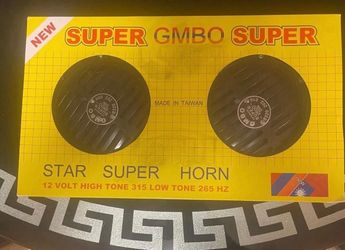 NEW
SUPER GMBO SUPER
MADE IN TAIWAN
STAR SUPER HORN
12 VOLT HIGH TONE 315 LOW TONE 265 HZ